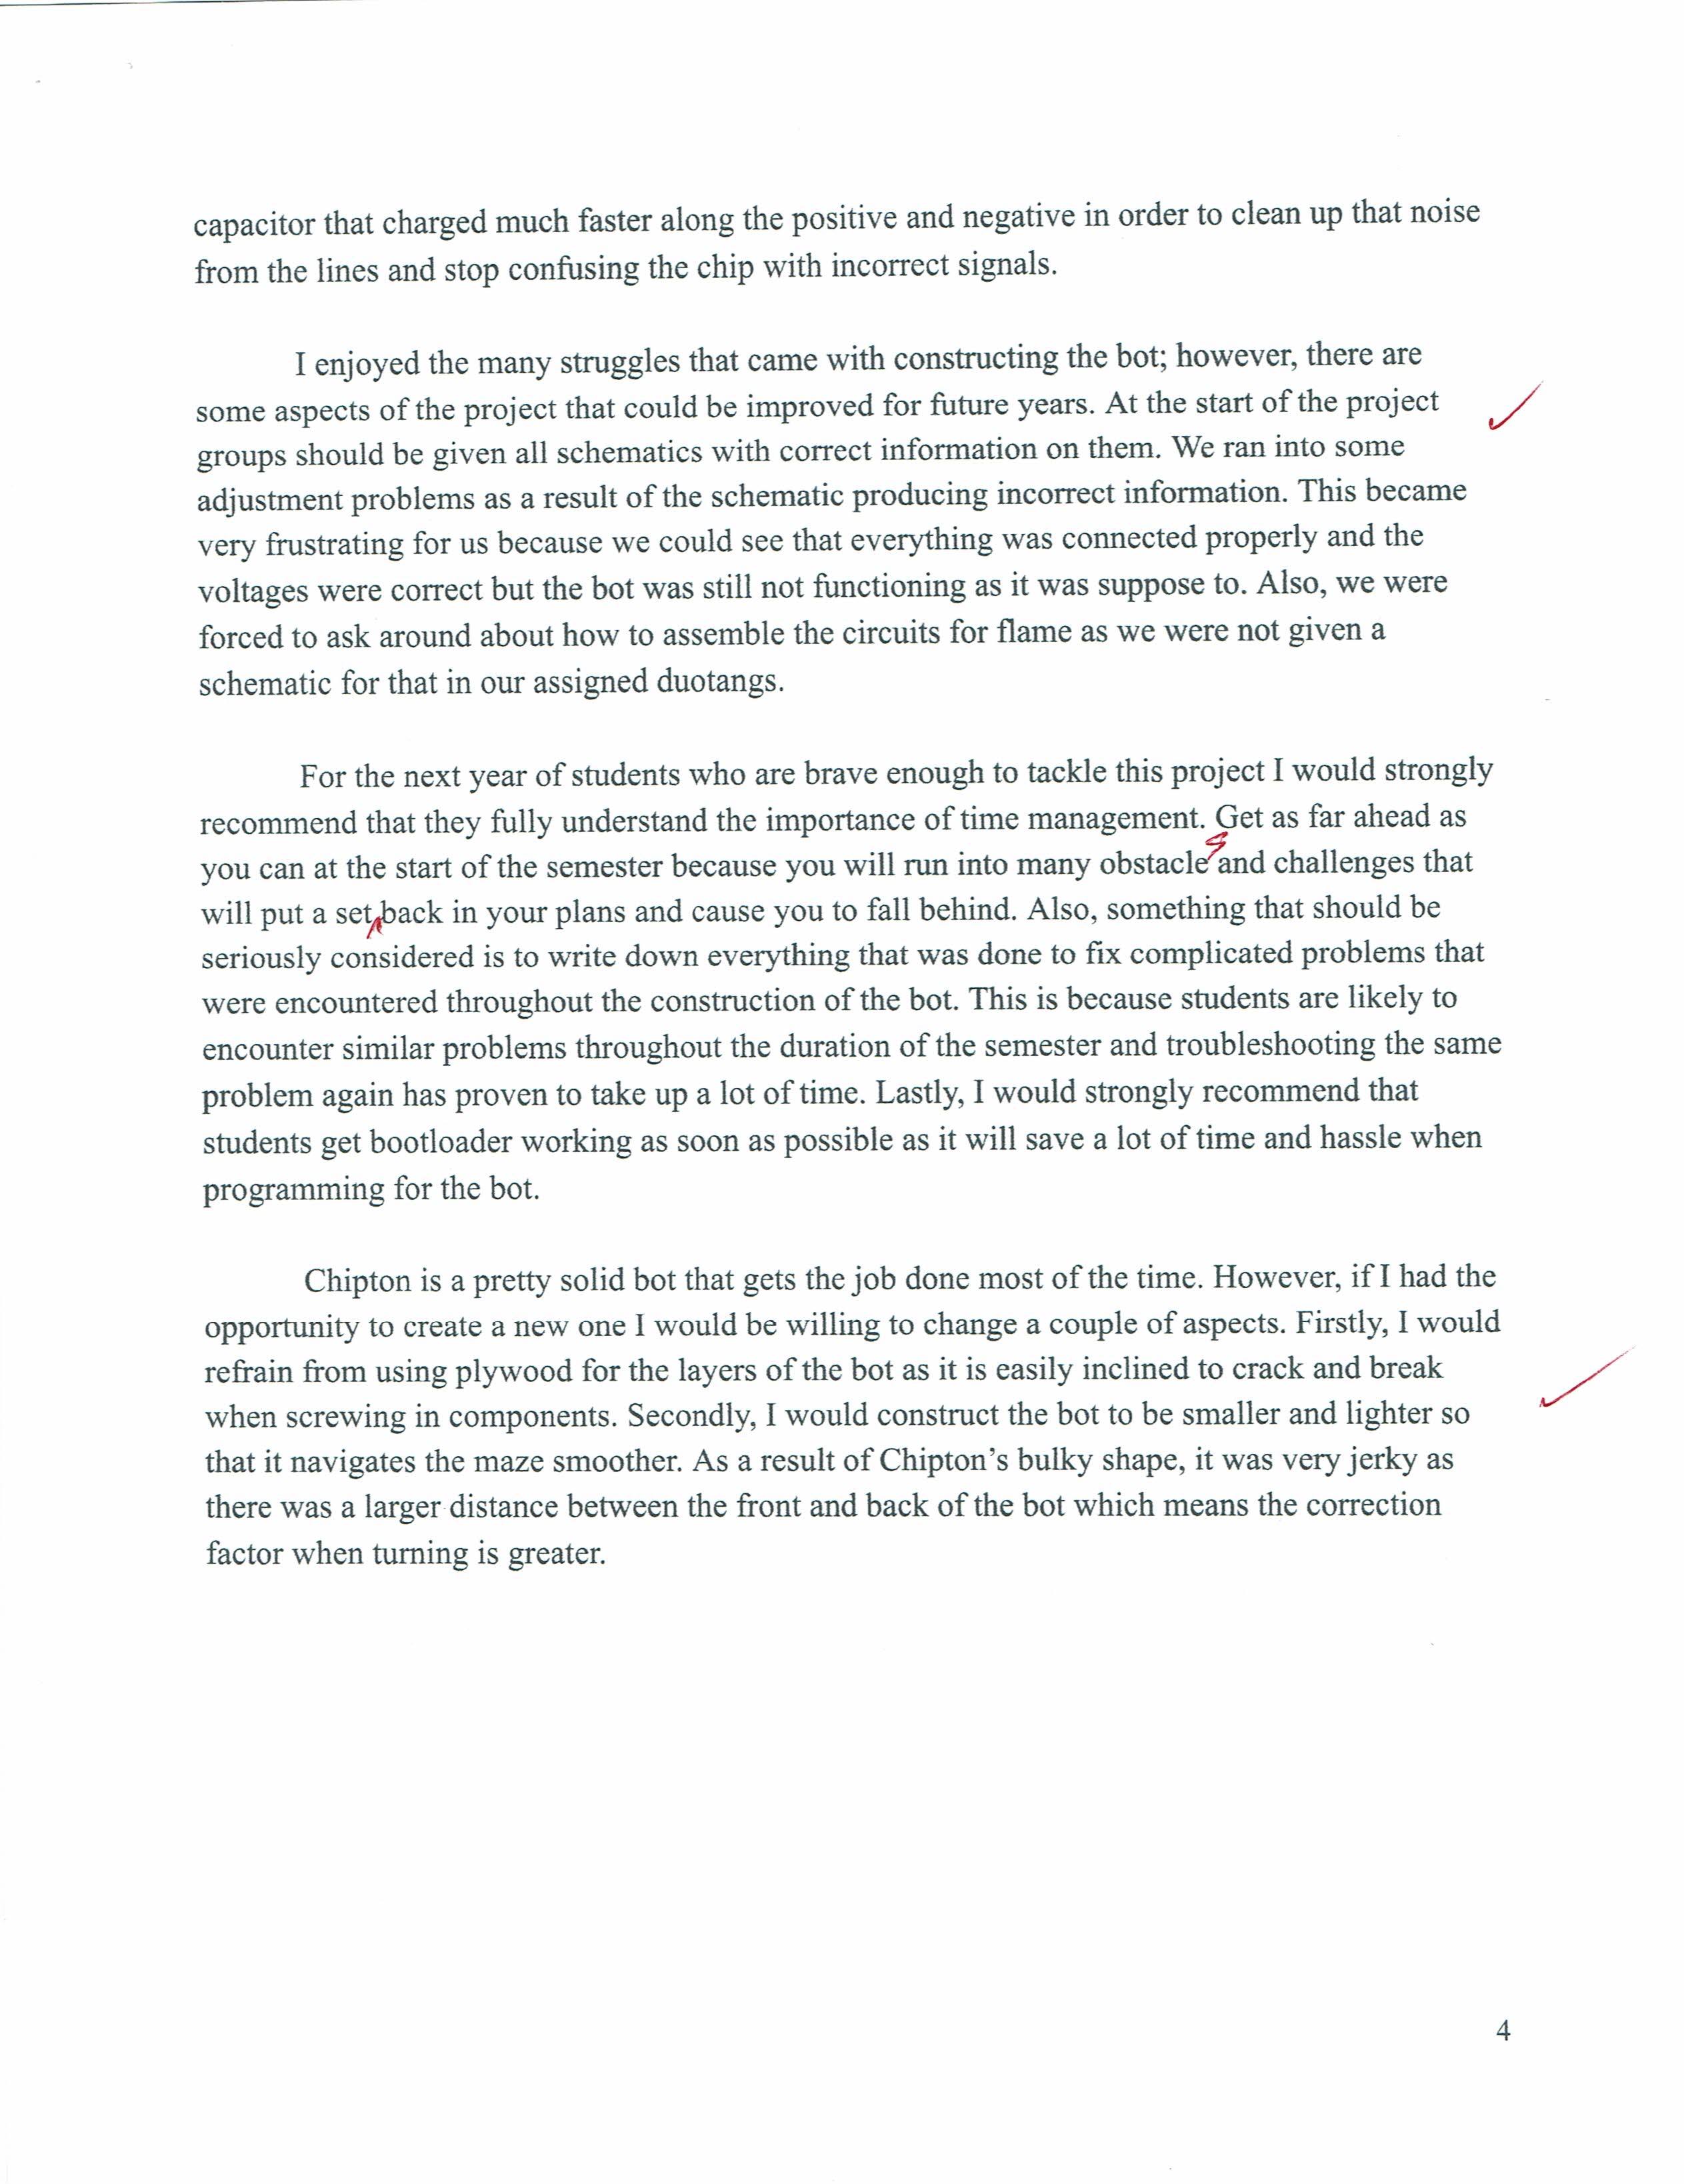 capacitor that charged much faster along the positive and negative in order to clean up that noise
from the lines and stop confusing the chip with incorrect signals.
I enjoyed the many struggles that came with constructing the bot; however, there are
some aspects of the project that could be improved for future years. At the start of the project
groups should be given all schematics with correct information on them. We ran into some
adjustment problems as a result of the schematic producing incorrect information. This became
very frustrating for us because we could see that everything was connected properly and the
voltages were correct but the bot was still not functioning as it was suppose to. Also, we were
forced to ask around about how to assemble the circuits for flame as we were not given a
schematic for that in our assigned duotangs.
For the next year of students who are brave enough to tackle this project I would strongly
recommend that they fully understand the importance of time management. Get as far ahead as
you can at the start of the semester because you will run into many obstacles and challenges that
will put a set back in your plans and cause you to fall behind. Also, something that should be
seriously considered is to write down everything that was done to fix complicated problems that
were encountered throughout the construction of the bot. This is because students are likely to
encounter similar problems throughout the duration of the semester and troubleshooting the same
problem again has proven to take up a lot of time. Lastly, I would strongly recommend that
students get bootloader working as soon as possible as it will save a lot of time and hassle when
programming for the bot.
Chipton is a pretty solid bot that gets the job done most of the time. However, if I had the
opportunity to create a new one I would be willing to change a couple of aspects. Firstly, I would
refrain from using plywood for the layers of the bot as it is easily inclined to crack and break
when screwing in components. Secondly, I would construct the bot to be smaller and lighter so
that it navigates the maze smoother. As a result of Chipton's bulky shape, it was very jerky as
there was a larger distance between the front and back of the bot which means the correction
factor when turning is greater.
4